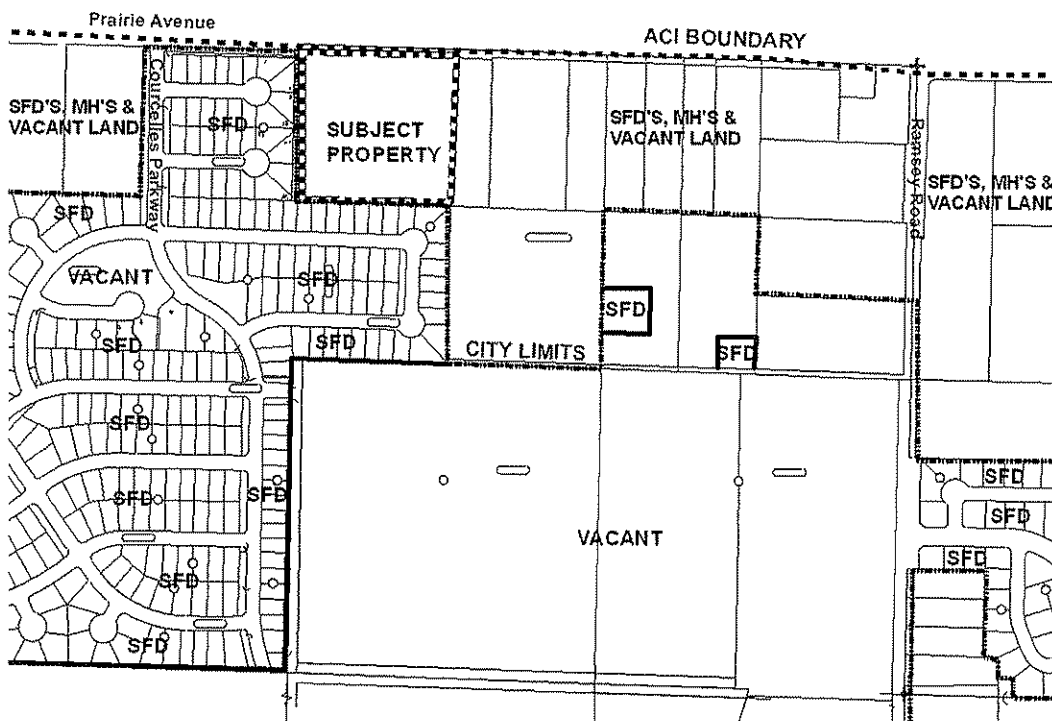 Prairie Avenue
ACI BOUNDARY
Courcelles Parkway
SFD'S, MH'S &
VACANT LAND
SFD
SUBJECT
PROPERTY
SFD'S, MH'S &
VACANT LAND
Ramsey Road
SFD'S, MH'S &
VACANT LAND
SFD
VACANT
SFD
SFD
SFD
SFD
CITY LIMITS
SFD
SFD
SFD
SFD
SFD
SFD
SFD
VACANT
SFD
SFD
SFD
SFD